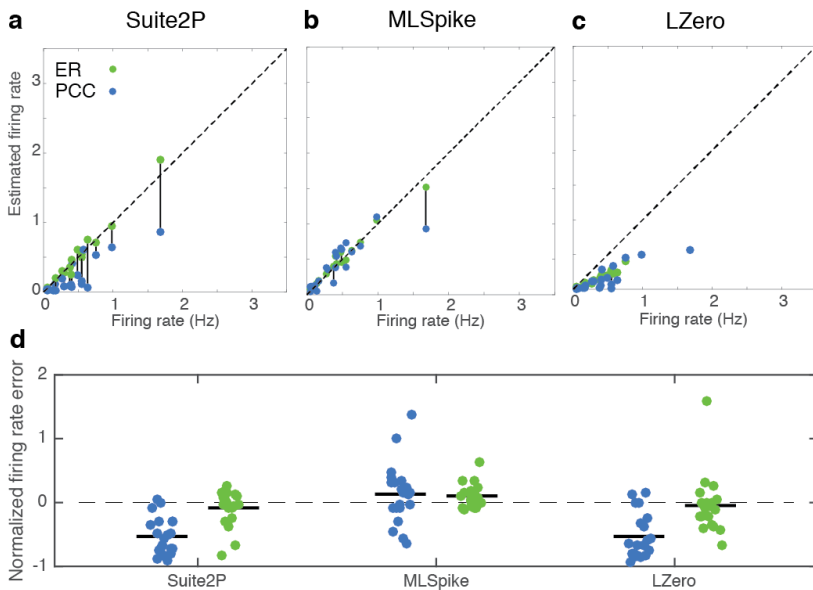 a Suite2P
b MLSpike
c LZero
ER
PCC
Estimated firing rate
3
2
1
0
0 1 2 3
Firing rate (Hz)
0 1 2 3
Firing rate (Hz)
0 1 2 3
Firing rate (Hz)
d
Normalized firing rate error
2
1
0
-1
Suite2P MLSpike LZero